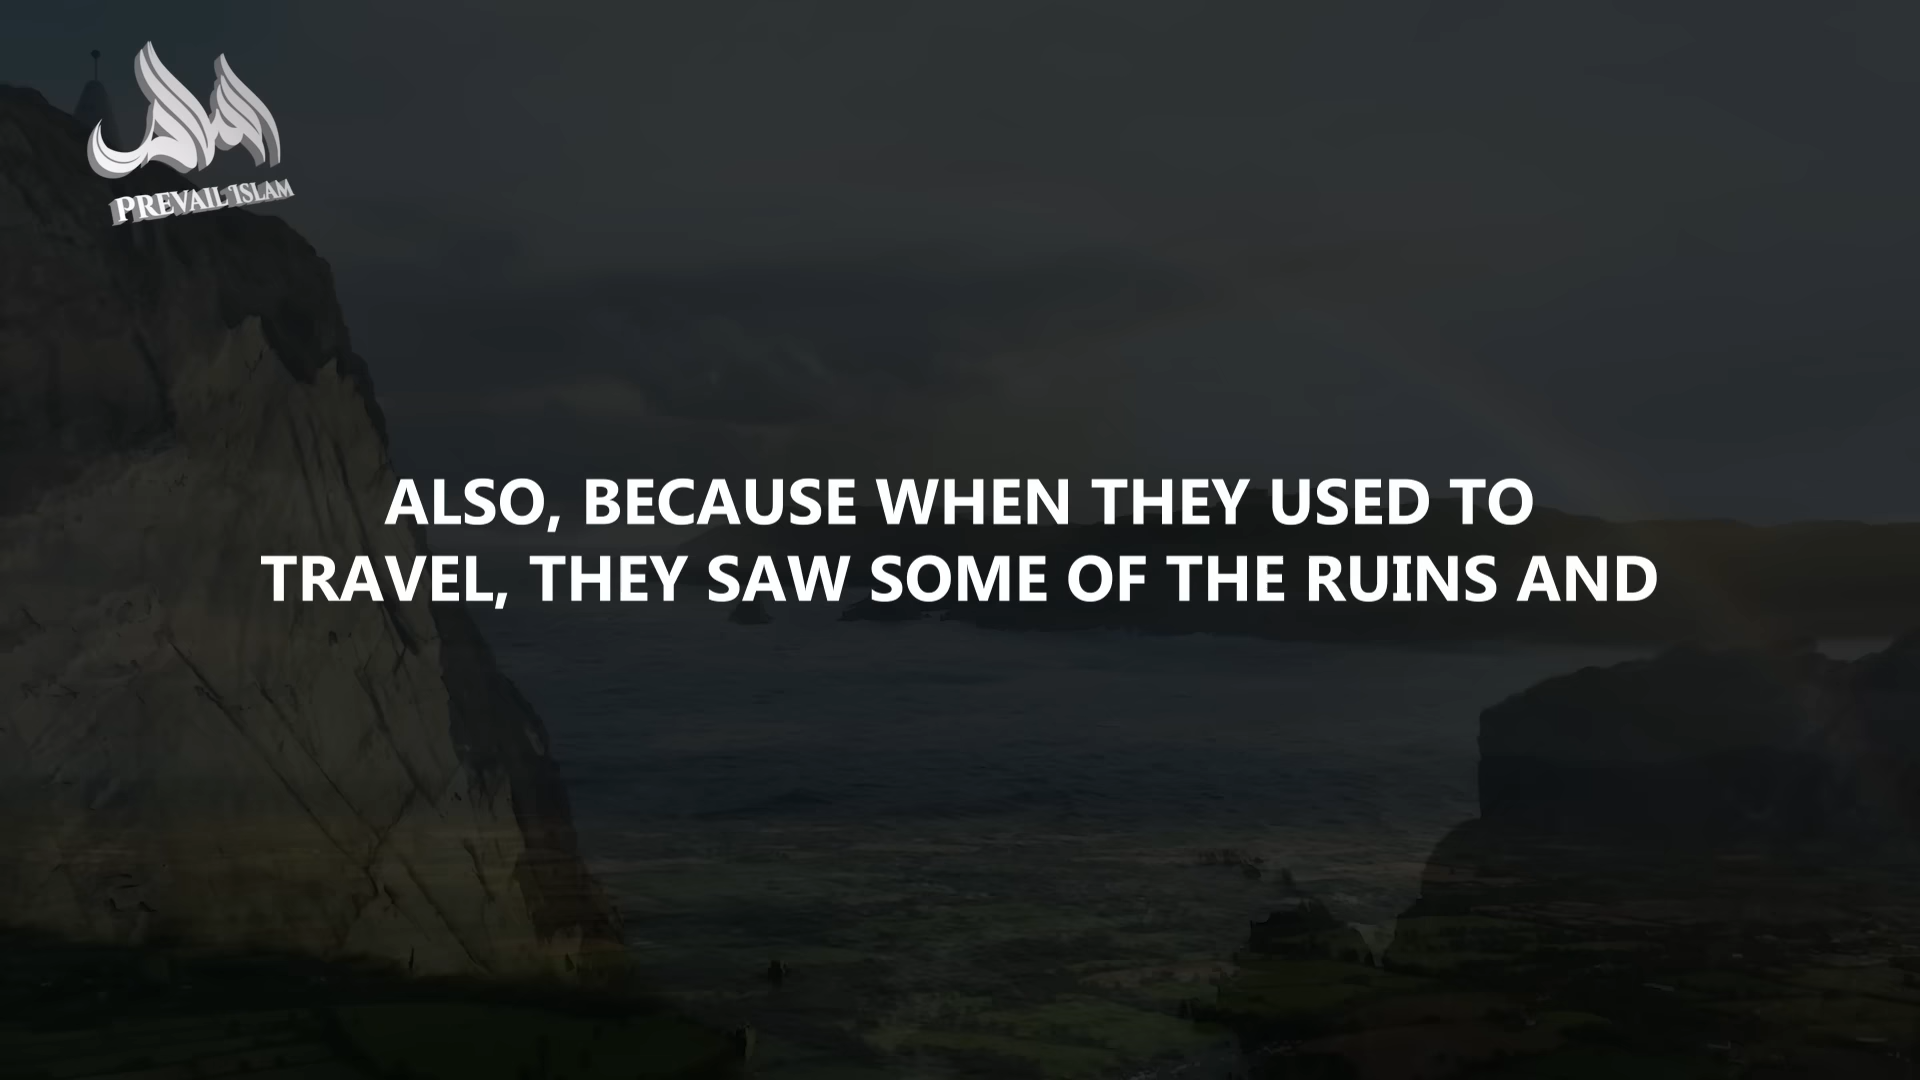 PREVAIL ISLAM
ALSO, BECAUSE WHEN THEY USED TO
TRAVEL, THEY SAW SOME OF THE RUINS AND